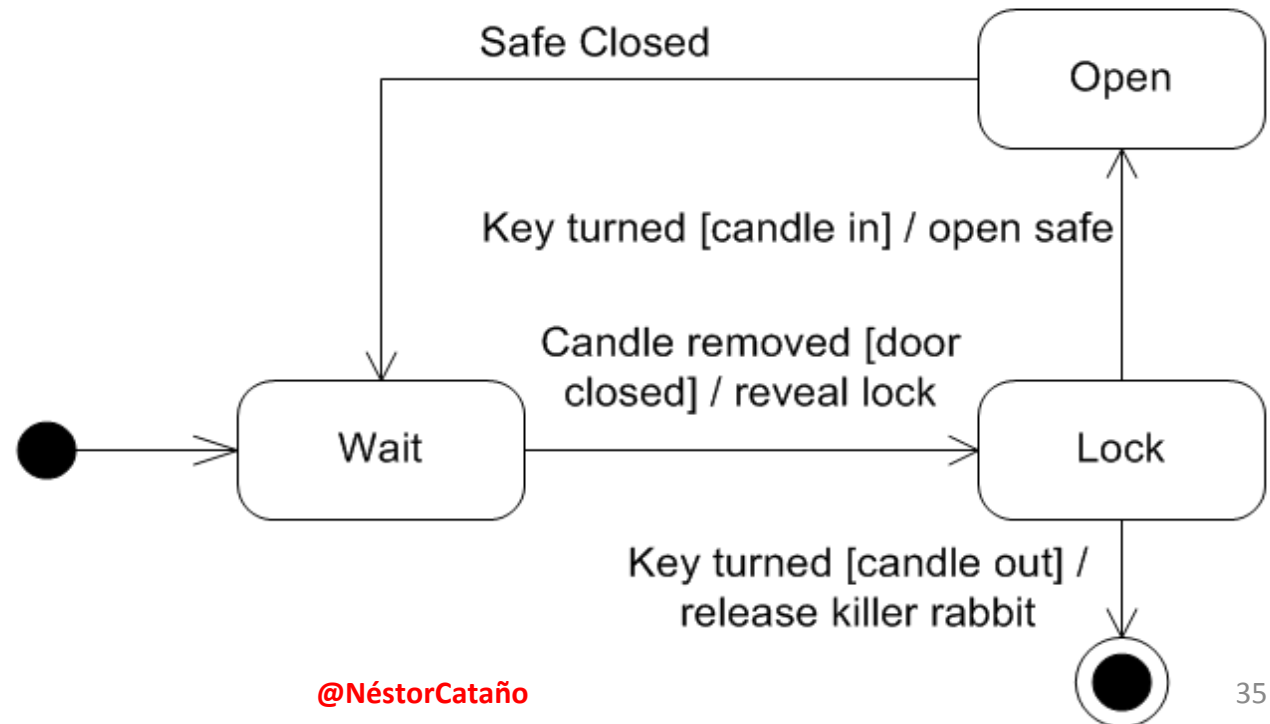 Safe Closed
Open
Key turned [candle in] / open safe
Candle removed [door
closed] / reveal lock
Wait
Lock
Key turned [candle out] /
release killer rabbit
@NéstorCataño
35